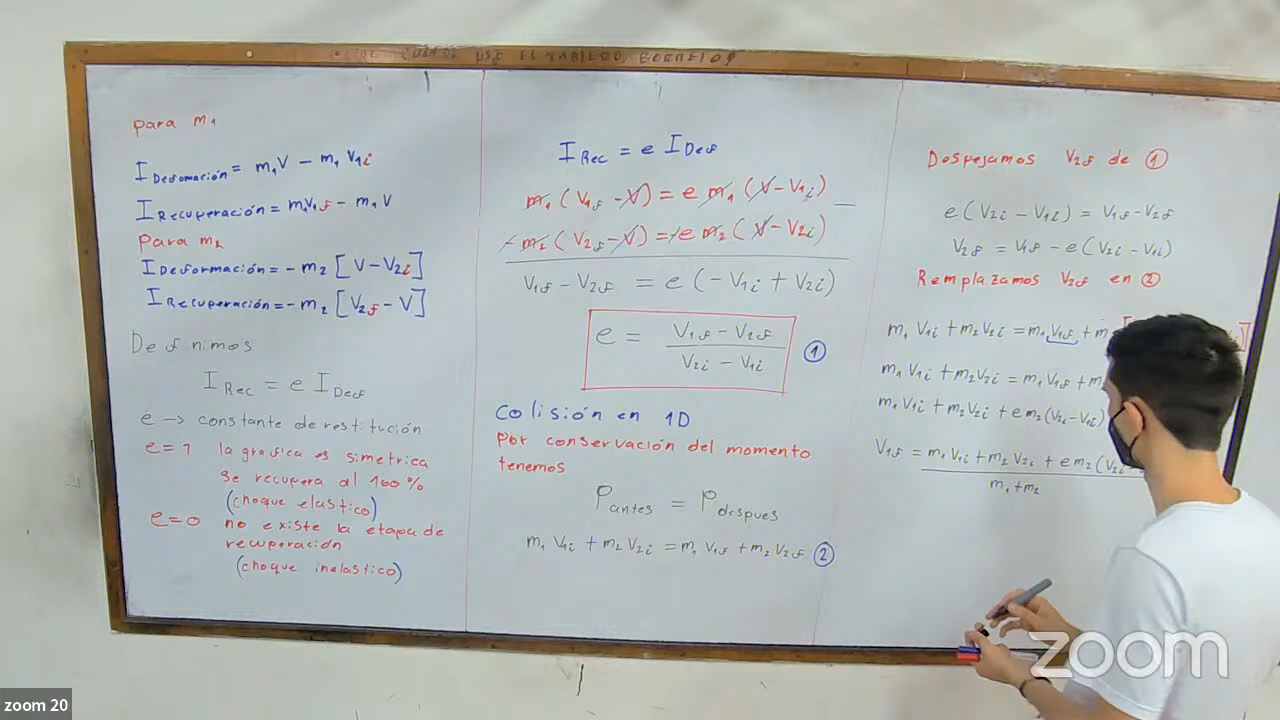 para m₁
I Defomación = m₁V − m₁ V₁i
I Recuperación = m₁V₁f − m₁ V
Para m₂
I Deformación = − m₂ [ V − V₂i ]
I Recuperación = − m₂ [ V₂f − V ]
Definimos
I Rec = e I Def
e → constante de restitución
e = 1 la grafica es simetrica
se recupera al 100 %
(choque elastico)
e = 0 no existe la etapa de
recuperación
(choque inelastico)
I Rec = e I Def
m₁ ( V₁f − V ) = e m₁ ( V − V₁i ) −
− m₂ ( V₂f − V ) = − e m₂ ( V − V₂i )
V₁f − V₂f = e ( − V₁i + V₂i )
e = (V₁f − V₂f) / (V₂i − V₁i) ①
Colisión en 1D
Por conservación del momento
tenemos
P antes = P despues
m₁ V₁i + m₂ V₂i = m₁ V₁f + m₂ V₂f ②
Despejamos V₂f de ①
e ( V₂i − V₁i ) = V₁f − V₂f
V₂f = V₁f − e ( V₂i − V₁i )
Remplazamos V₂f en ②
m₁ V₁i + m₂ V₂i = m₁ V₁f + m
m₁ V₁i + m₂ V₂i = m₁ V₁f + m
m₁ V₁i + m₂ V₂i + e m₂ ( V₂i − V₁i )
V₁f = m₁ V₁i + m₂ V₂i + e m₂ ( V₂i
m₁ + m₂
zoom
zoom 20